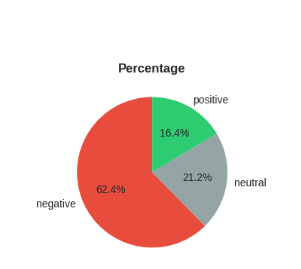 Percentage
positive
16.4%
21.2%
neutral
62.4%
negative